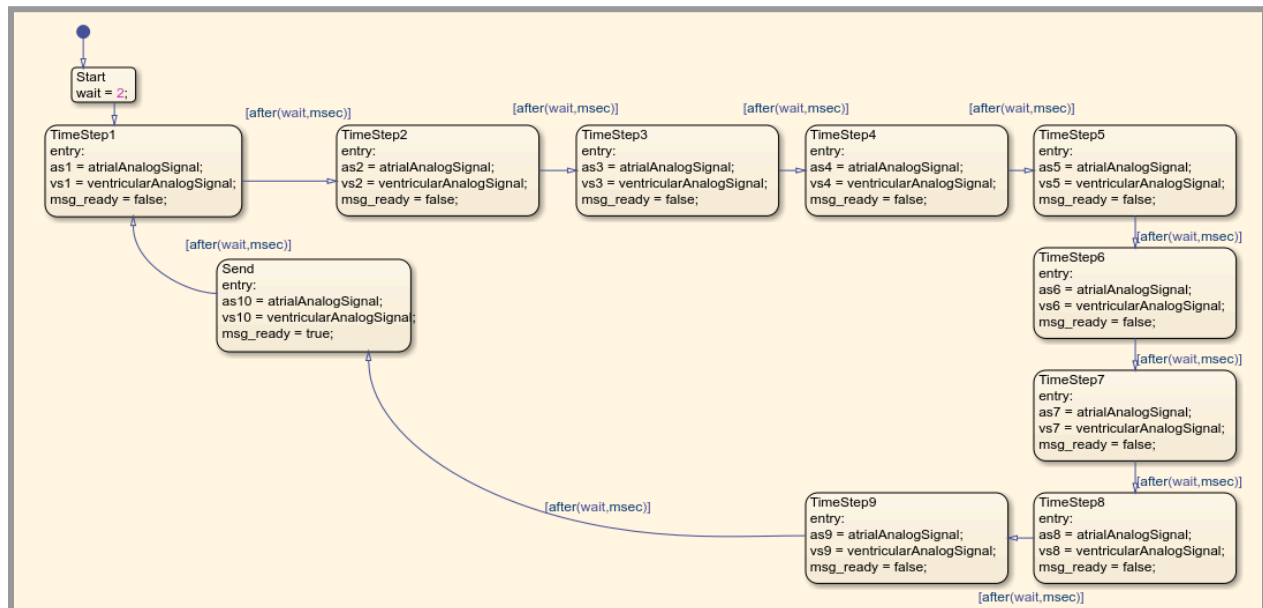 Start
wait = 2;
[after(wait,msec)]
[after(wait,msec)]
[after(wait,msec)]
[after(wait,msec)]
TimeStep1
entry:
as1 = atrialAnalogSignal;
vs1 = ventricularAnalogSignal;
msg_ready = false;
TimeStep2
entry:
as2 = atrialAnalogSignal;
vs2 = ventricularAnalogSignal;
msg_ready = false;
TimeStep3
entry:
as3 = atrialAnalogSignal;
vs3 = ventricularAnalogSignal;
msg_ready = false;
TimeStep4
entry:
as4 = atrialAnalogSignal;
vs4 = ventricularAnalogSignal;
msg_ready = false;
TimeStep5
entry:
as5 = atrialAnalogSignal;
vs5 = ventricularAnalogSignal;
msg_ready = false;
[after(wait,msec)]
[after(wait,msec)]
Send
entry:
as10 = atrialAnalogSignal;
vs10 = ventricularAnalogSignal;
msg_ready = true;
TimeStep6
entry:
as6 = atrialAnalogSignal;
vs6 = ventricularAnalogSignal;
msg_ready = false;
[after(wait,msec)]
TimeStep7
entry:
as7 = atrialAnalogSignal;
vs7 = ventricularAnalogSignal;
msg_ready = false;
[after(wait,msec)]
[after(wait,msec)]
TimeStep9
entry:
as9 = atrialAnalogSignal;
vs9 = ventricularAnalogSignal;
msg_ready = false;
TimeStep8
entry:
as8 = atrialAnalogSignal;
vs8 = ventricularAnalogSignal;
msg_ready = false;
[after(wait,msec)]